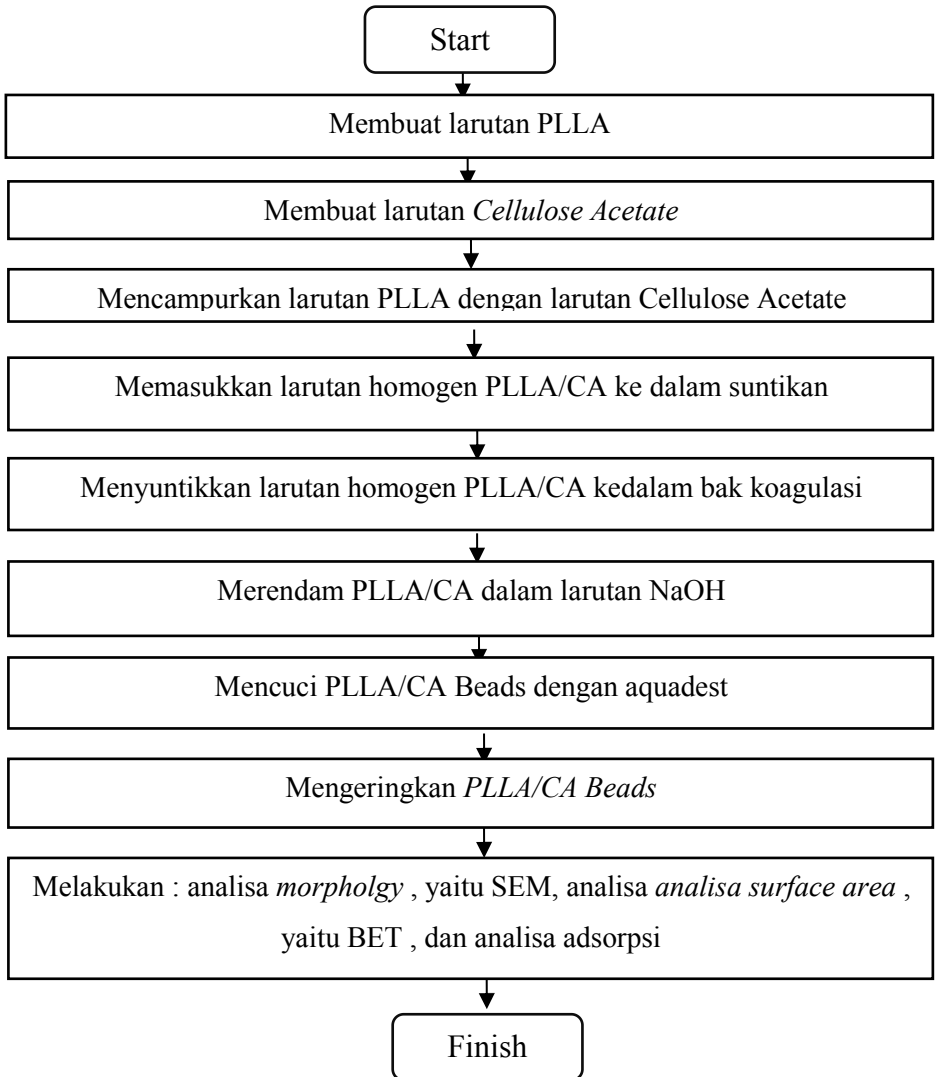 Start
Membuat larutan PLLA
Membuat larutan Cellulose Acetate
Mencampurkan larutan PLLA dengan larutan Cellulose Acetate
Memasukkan larutan homogen PLLA/CA ke dalam suntikan
Menyuntikkan larutan homogen PLLA/CA kedalam bak koagulasi
Merendam PLLA/CA dalam larutan NaOH
Mencuci PLLA/CA Beads dengan aquadest
Mengeringkan PLLA/CA Beads
Melakukan : analisa morpholgy , yaitu SEM, analisa analisa surface area ,
yaitu BET , dan analisa adsorpsi
Finish